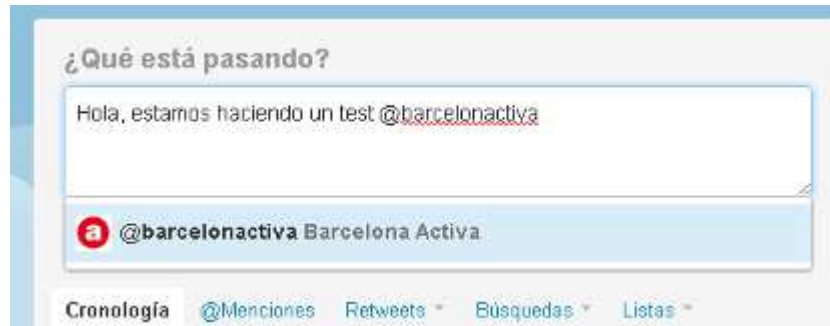 ¿Qué está pasando?
Hola, estamos haciendo un test @barcelonactiva
a @barcelonactiva Barcelona Activa
Cronología @Menciones Retweets Búsquedas Listas